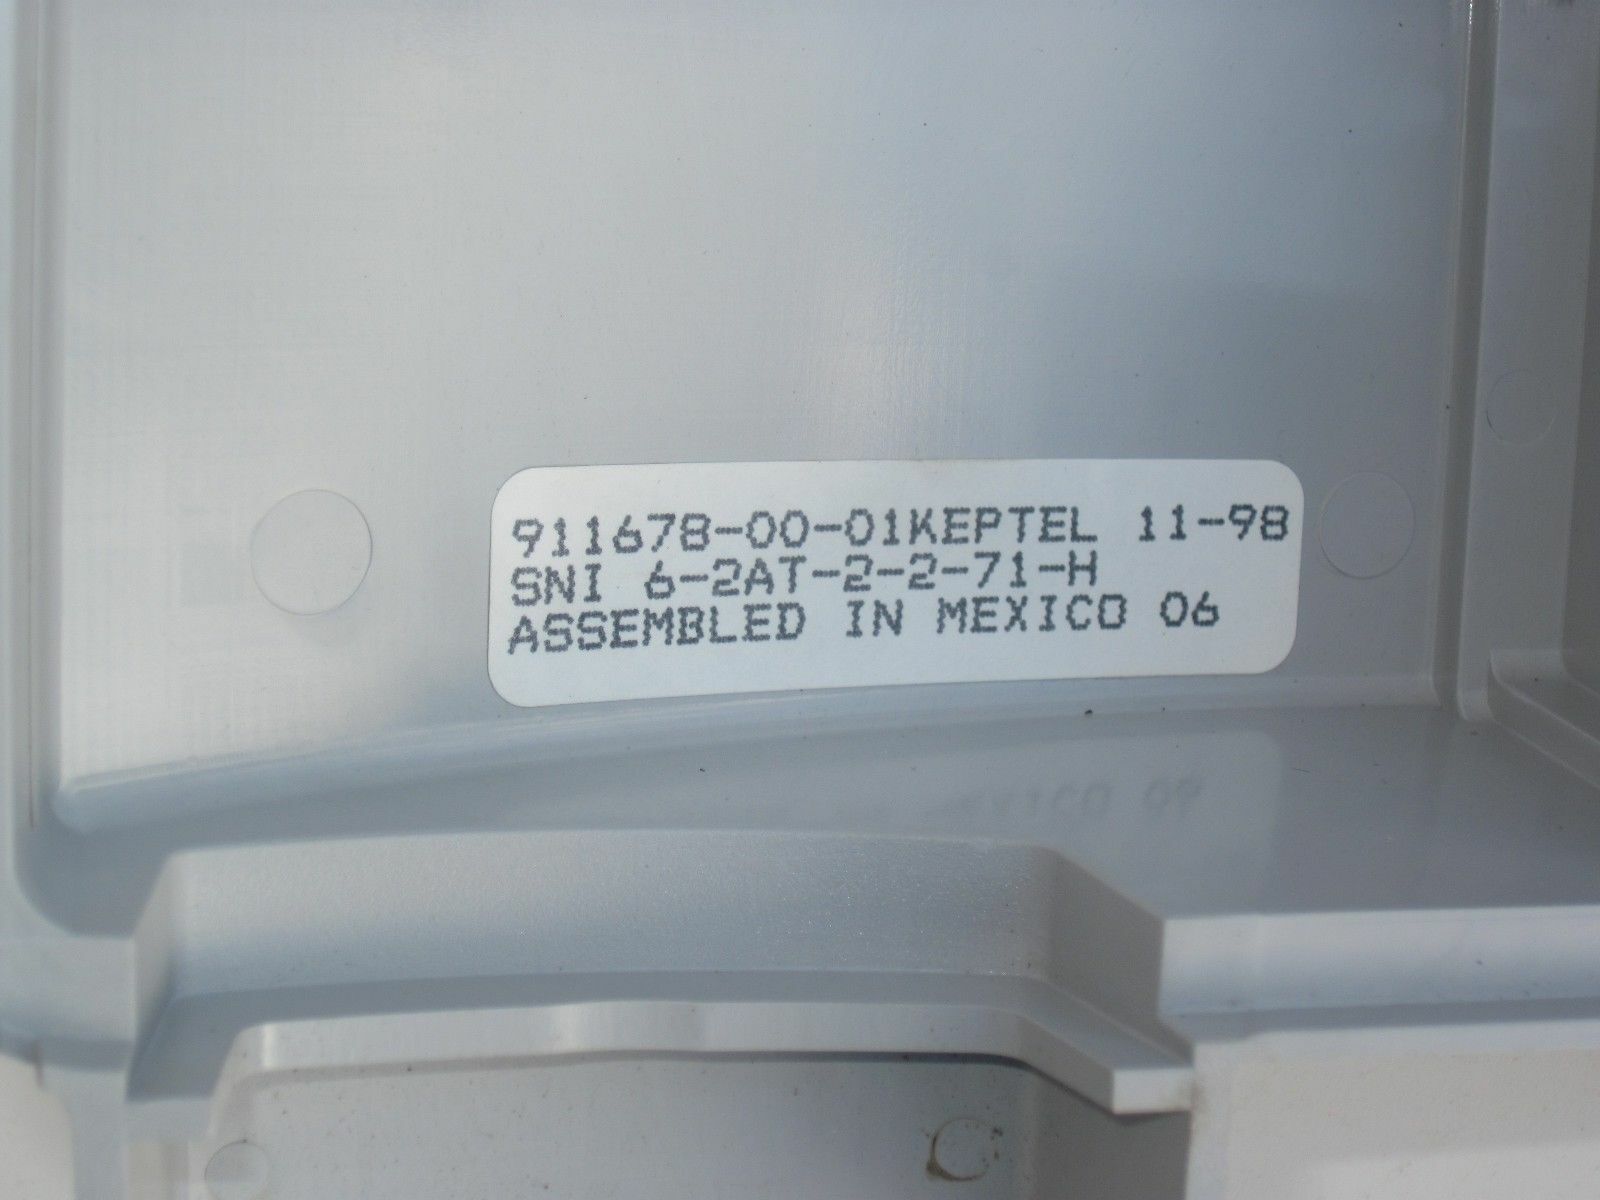 911678-00-01KEPTEL 11-98
SNI 6-2AT-2-2-71-H
ASSEMBLED IN MEXICO 06